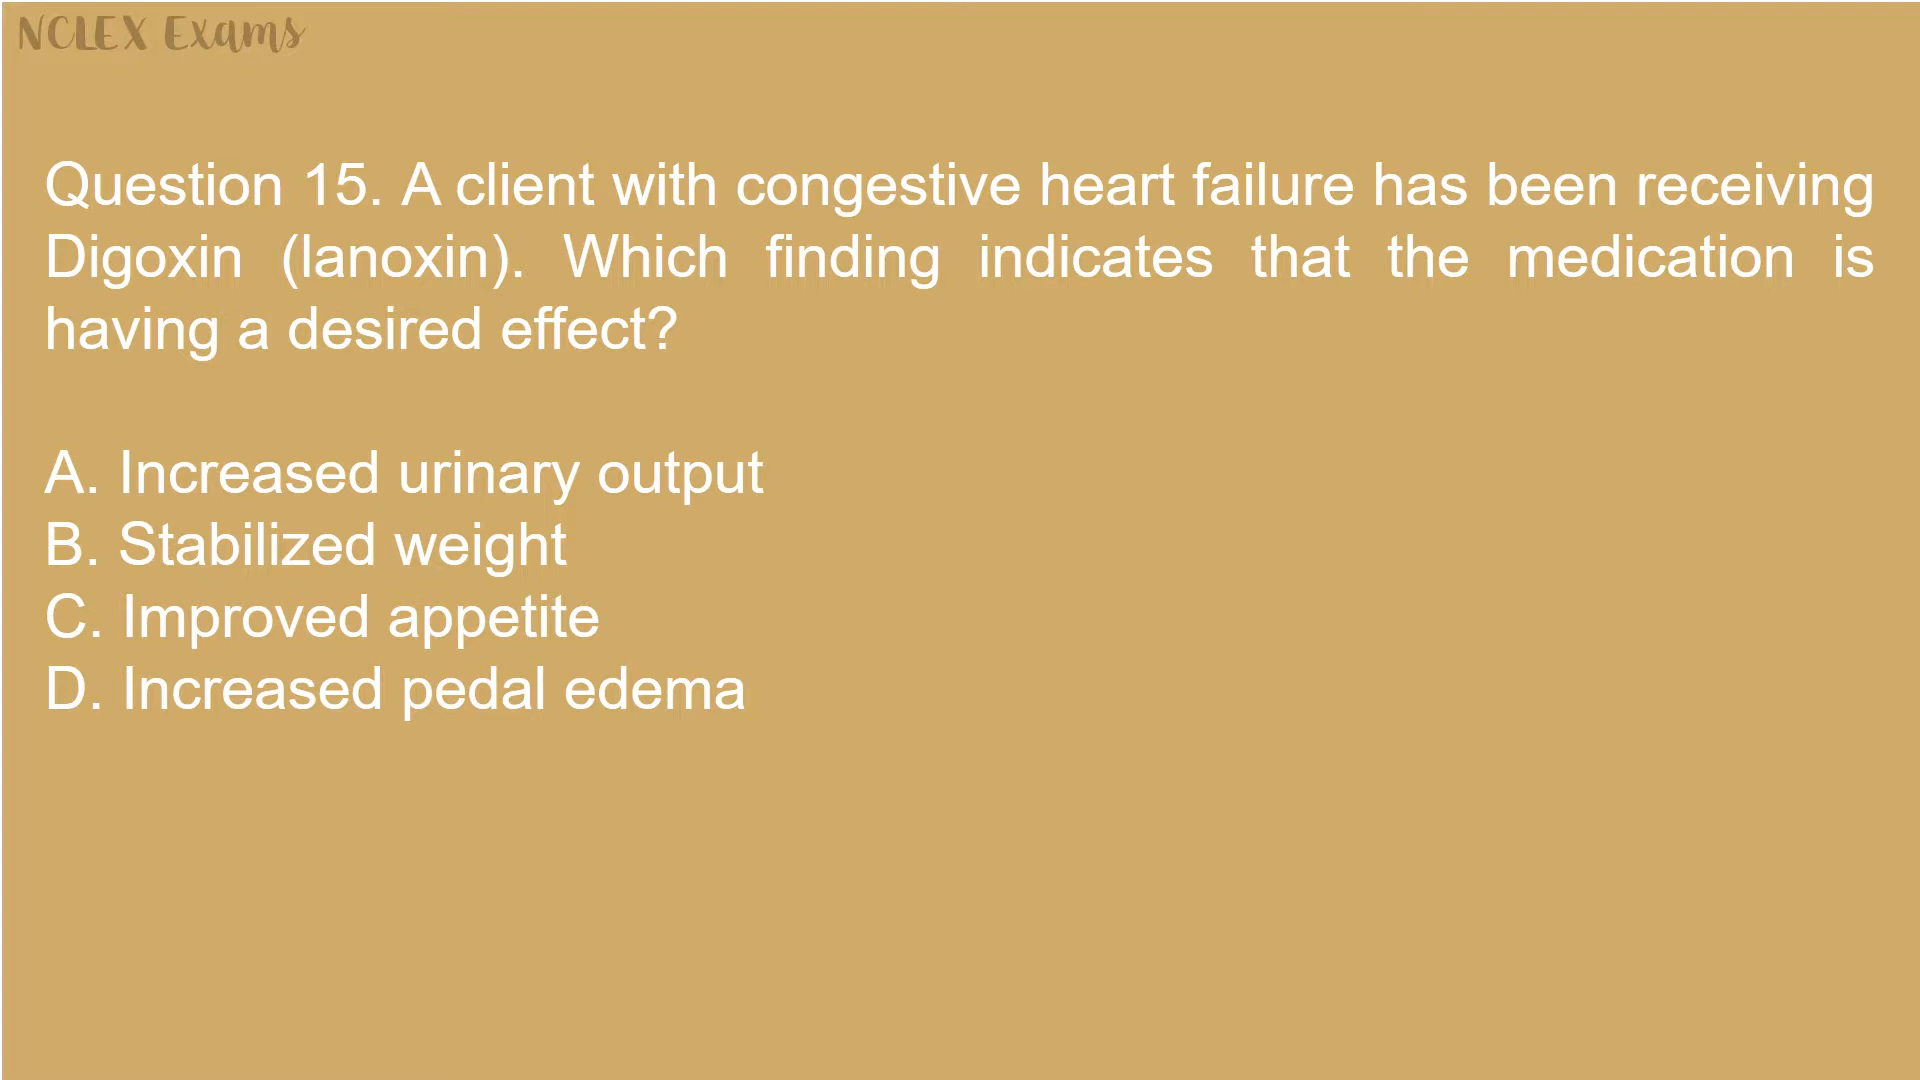 NCLEX Exams
Question 15. A client with congestive heart failure has been receiving
Digoxin (lanoxin). Which finding indicates that the medication is
having a desired effect?
A. Increased urinary output
B. Stabilized weight
C. Improved appetite
D. Increased pedal edema